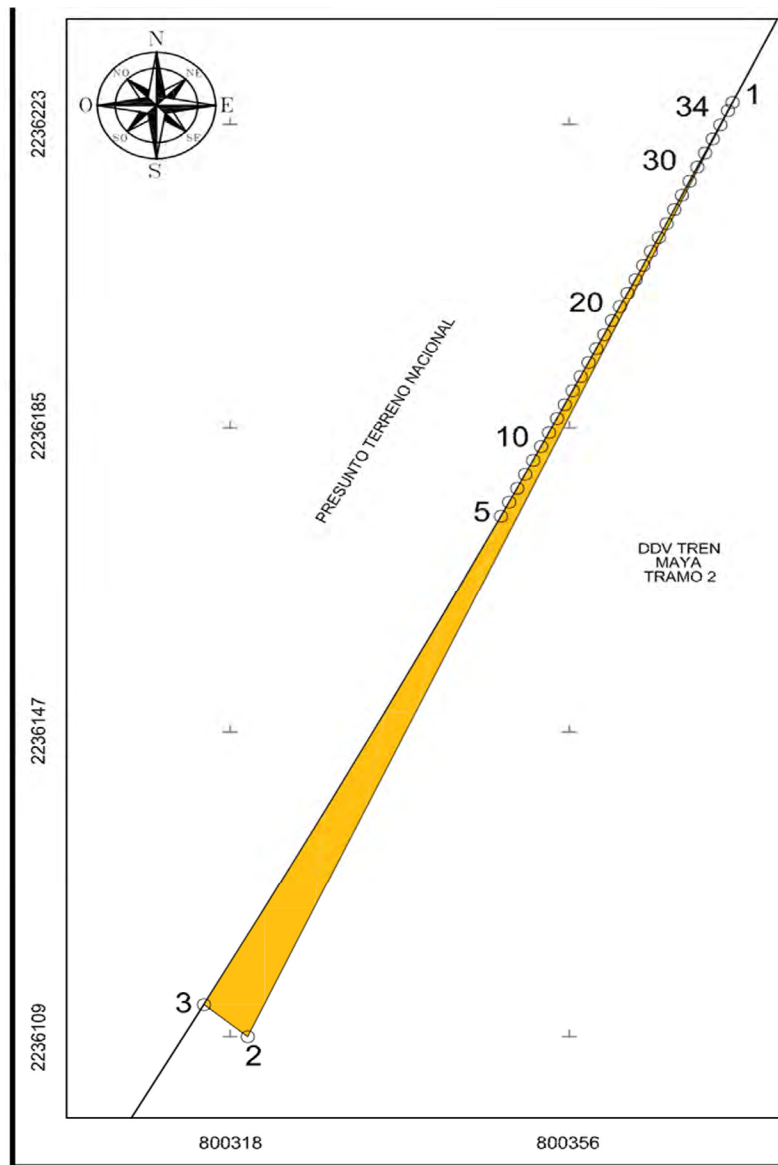 N
NO
NE
O
E
SO
SE
S
2236223
2236185
2236147
2236109
34
1
30
20
10
5
3
2
PRESUNTO TERRENO NACIONAL
DDV TREN
MAYA
TRAMO 2
800318
800356